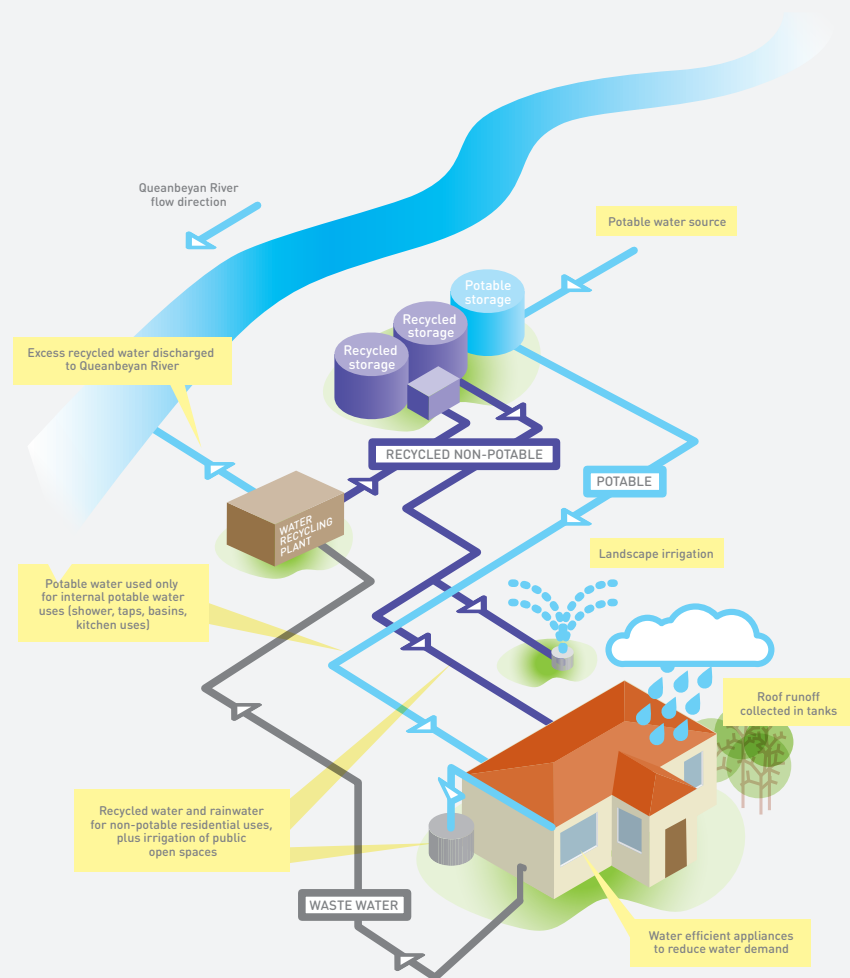 Queanbeyan River
flow direction
Potable water source
Potable
storage
Recycled
storage
Recycled
storage
Excess recycled water discharged
to Queanbeyan River
RECYCLED NON-POTABLE
POTABLE
WATER
RECYCLING
PLANT
Landscape irrigation
Potable water used only
for internal potable water
uses (shower, taps, basins,
kitchen uses)
Roof runoff
collected in tanks
Recycled water and rainwater
for non-potable residential uses,
plus irrigation of public
open spaces
WASTE WATER
Water efficient appliances
to reduce water demand